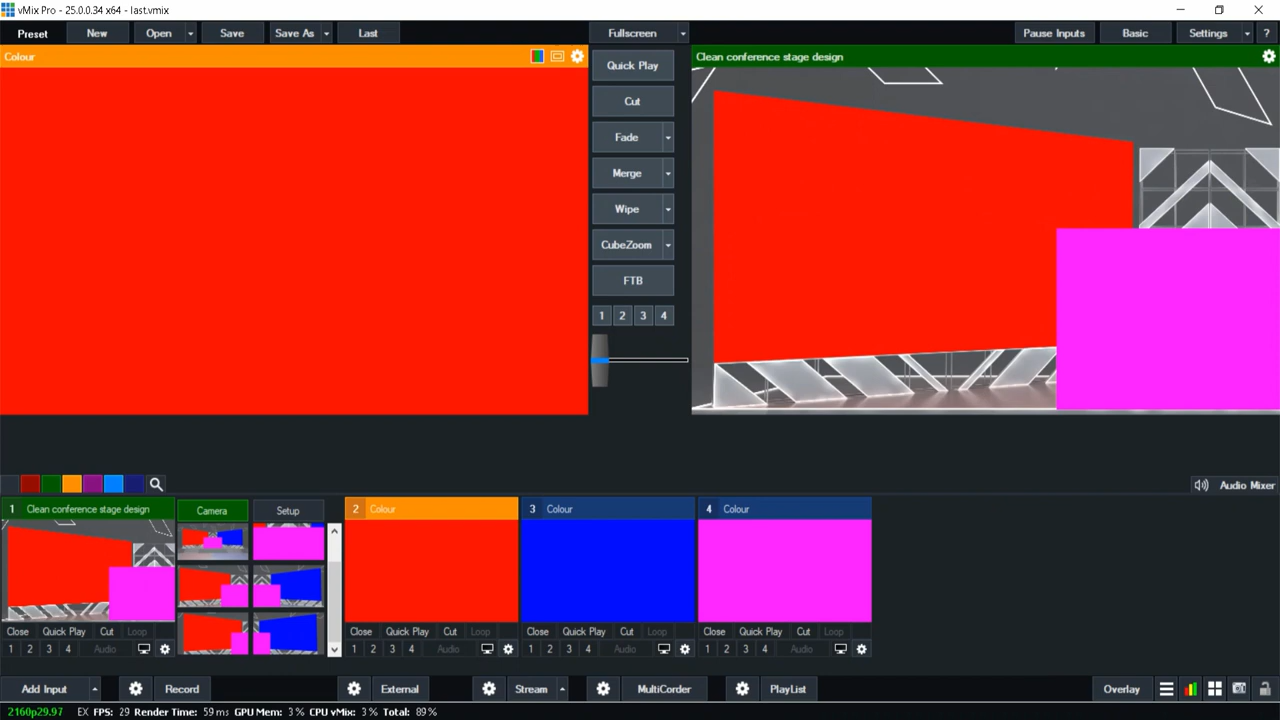 vMix Pro - 25.0.0.34 x64 - last.vmix
Preset New Open Save Save As Last Fullscreen Pause Inputs Basic Settings ?
Colour Clean conference stage design
Quick Play
Cut
Fade
Merge
Wipe
CubeZoom
FTB
1 2 3 4
Audio Mixer
1 Clean conference stage design Camera Setup 2 Colour 3 Colour 4 Colour
Close Quick Play Cut Loop Close Quick Play Cut Loop Close Quick Play Cut Loop Close Quick Play Cut Loop
1 2 3 4 Audio 1 2 3 4 Audio 1 2 3 4 Audio 1 2 3 4 Audio
Add Input Record External Stream MultiCorder PlayList Overlay
2160p29.97 EX FPS: 29 Render Time: 59 ms GPU Mem: 3 % CPU vMix: 3 % Total: 89 %